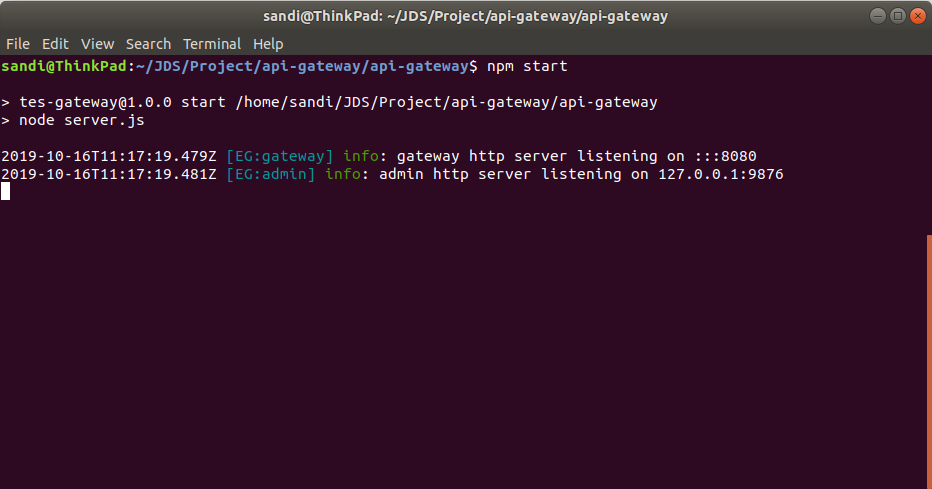 sandi@ThinkPad: ~/JDS/Project/api-gateway/api-gateway
File Edit View Search Terminal Help
sandi@ThinkPad:~/JDS/Project/api-gateway/api-gateway$ npm start
> tes-gateway@1.0.0 start /home/sandi/JDS/Project/api-gateway/api-gateway
> node server.js
2019-10-16T11:17:19.479Z [EG:gateway] info: gateway http server listening on :::8080
2019-10-16T11:17:19.481Z [EG:admin] info: admin http server listening on 127.0.0.1:9876